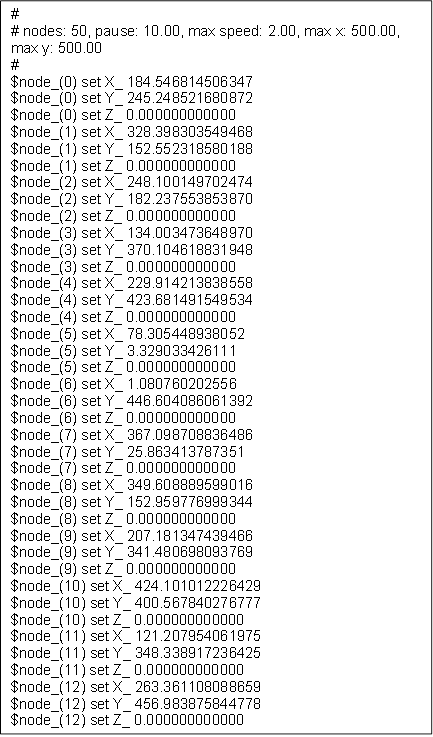 #
# nodes: 50, pause: 10.00, max speed: 2.00, max x: 500.00,
max y: 500.00
#
$node_(0) set X_ 184.546814506347
$node_(0) set Y_ 245.248521680872
$node_(0) set Z_ 0.000000000000
$node_(1) set X_ 328.398303549468
$node_(1) set Y_ 152.552318580188
$node_(1) set Z_ 0.000000000000
$node_(2) set X_ 248.100149702474
$node_(2) set Y_ 182.237553853870
$node_(2) set Z_ 0.000000000000
$node_(3) set X_ 134.003473648970
$node_(3) set Y_ 370.104618831948
$node_(3) set Z_ 0.000000000000
$node_(4) set X_ 229.914213838558
$node_(4) set Y_ 423.681491549534
$node_(4) set Z_ 0.000000000000
$node_(5) set X_ 78.305448938052
$node_(5) set Y_ 3.329033426111
$node_(5) set Z_ 0.000000000000
$node_(6) set X_ 1.080760202556
$node_(6) set Y_ 446.604086061392
$node_(6) set Z_ 0.000000000000
$node_(7) set X_ 367.098708836486
$node_(7) set Y_ 25.863413787351
$node_(7) set Z_ 0.000000000000
$node_(8) set X_ 349.608889599016
$node_(8) set Y_ 152.959776999344
$node_(8) set Z_ 0.000000000000
$node_(9) set X_ 207.181347439466
$node_(9) set Y_ 341.480698093769
$node_(9) set Z_ 0.000000000000
$node_(10) set X_ 424.101012226429
$node_(10) set Y_ 400.567840276777
$node_(10) set Z_ 0.000000000000
$node_(11) set X_ 121.207954061975
$node_(11) set Y_ 348.338917236425
$node_(11) set Z_ 0.000000000000
$node_(12) set X_ 263.361108088659
$node_(12) set Y_ 456.983875844778
$node_(12) set Z_ 0.000000000000